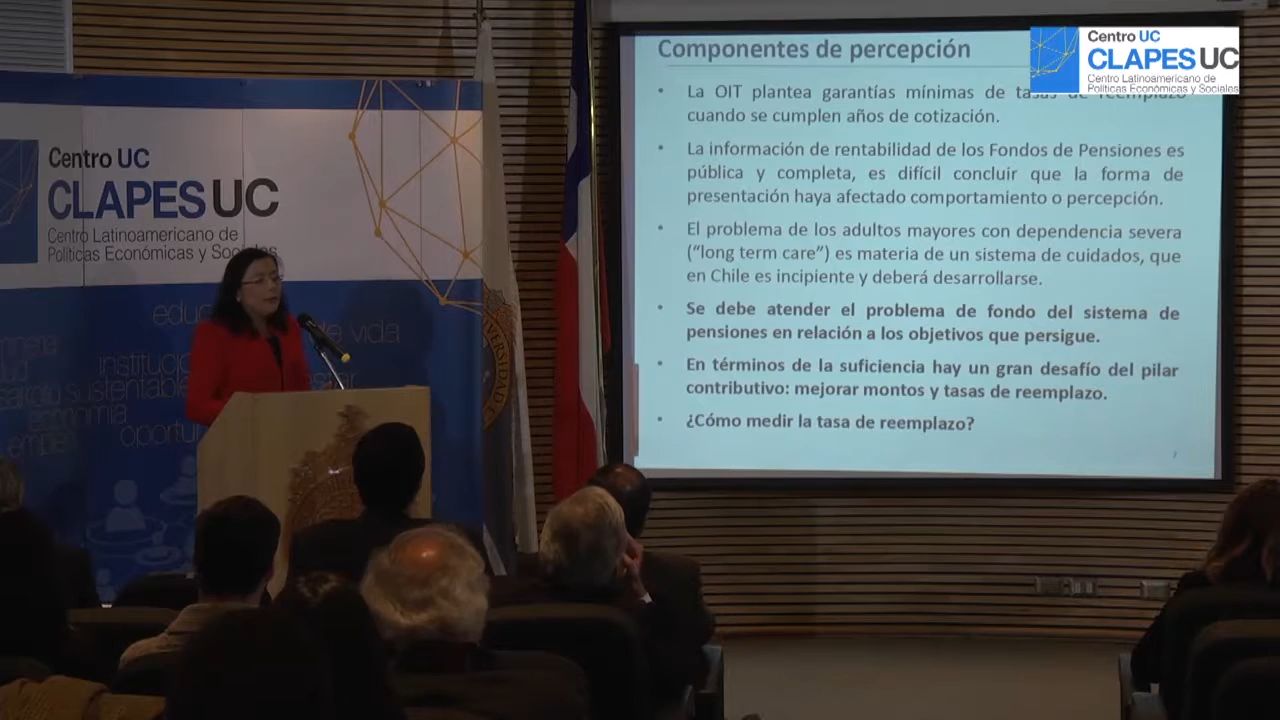 Componentes de percepción
Centro UC
CLAPES UC
Centro Latinoamericano de
Políticas Económicas y Sociales
• La OIT plantea garantías mínimas de tasas de reemplazo
cuando se cumplen años de cotización.
• La información de rentabilidad de los Fondos de Pensiones es
pública y completa, es difícil concluir que la forma de
presentación haya afectado comportamiento o percepción.
• El problema de los adultos mayores con dependencia severa
(“long term care”) es materia de un sistema de cuidados, que
en Chile es incipiente y deberá desarrollarse.
• Se debe atender el problema de fondo del sistema de
pensiones en relación a los objetivos que persigue.
• En términos de la suficiencia hay un gran desafío del pilar
contributivo: mejorar montos y tasas de reemplazo.
• ¿Cómo medir la tasa de reemplazo?
Centro UC
CLAPES UC
Centro Latinoamericano de
Políticas Económicas y Sociales
de vida
sustentable
economía